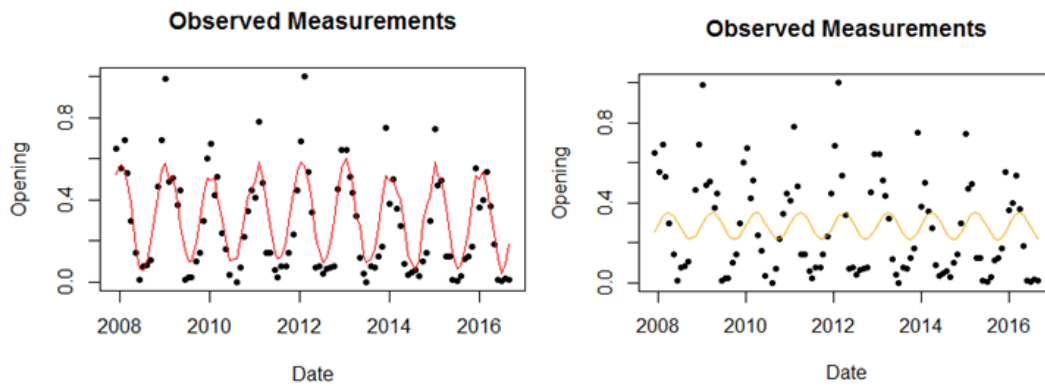 Observed Measurements
0.8
0.4
0.0
Opening
2008 2010 2012 2014 2016
Date
Observed Measurements
0.8
0.4
0.0
Opening
2008 2010 2012 2014 2016
Date